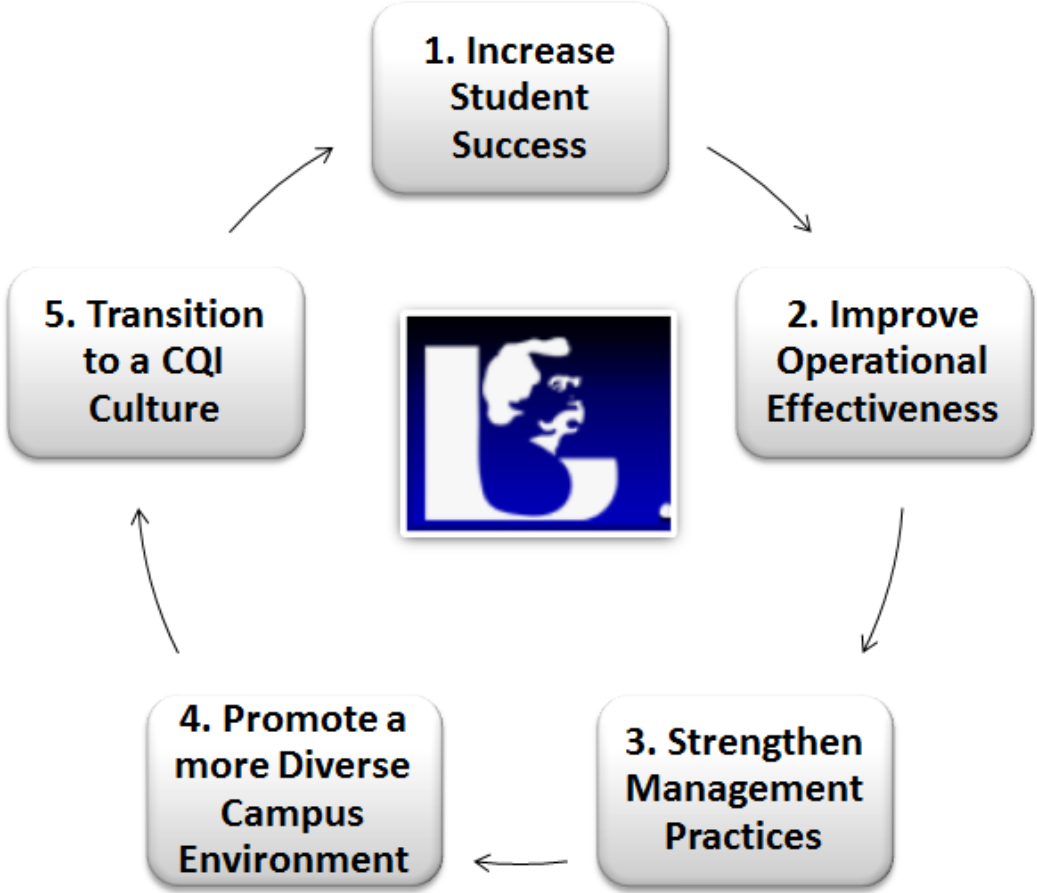 1. Increase
Student
Success
2. Improve
Operational
Effectiveness
3. Strengthen
Management
Practices
4. Promote a
more Diverse
Campus
Environment
5. Transition
to a CQI
Culture
L